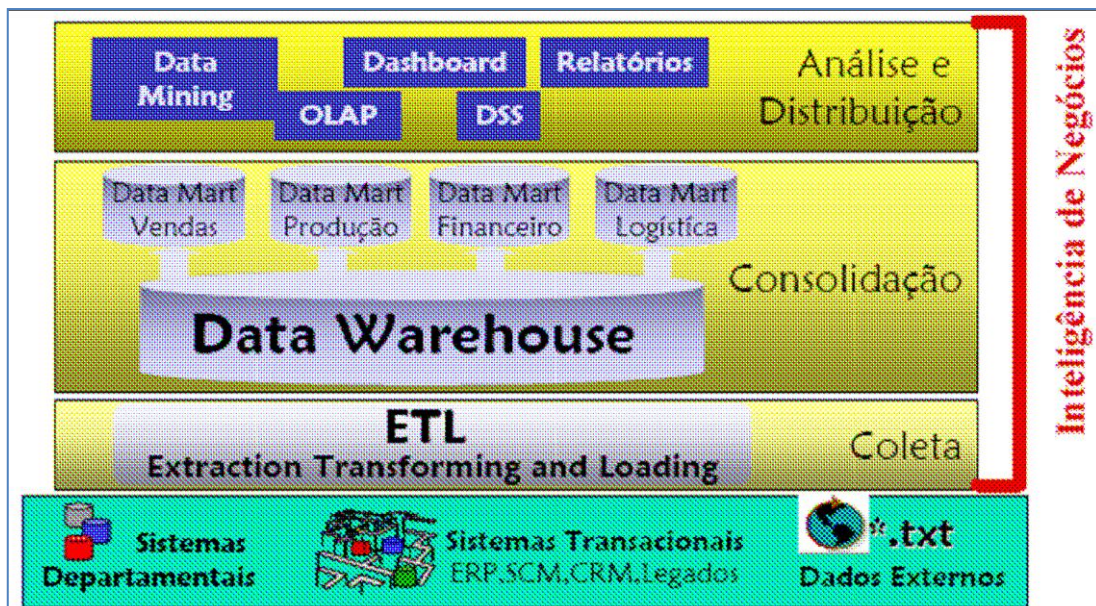 Data
Mining
Dashboard
Relatórios
OLAP
DSS
Análise e
Distribuição
Data Mart
Vendas
Data Mart
Produção
Data Mart
Financeiro
Data Mart
Logística
Consolidação
Data Warehouse
ETL
Extraction Transforming and Loading
Coleta
Inteligência de Negócios
Sistemas
Departamentais
Sistemas Transacionais
ERP,SCM,CRM,Legados
*.txt
Dados Externos